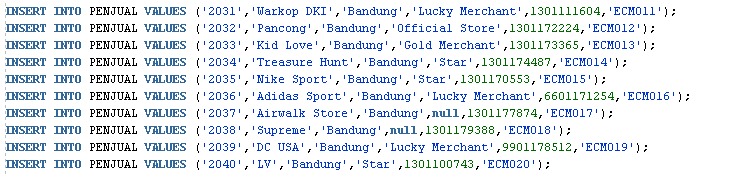 INSERT INTO PENJUAL VALUES ('2031','Warkop DKI','Bandung','Lucky Merchant',1301111604,'ECM011');
INSERT INTO PENJUAL VALUES ('2032','Pancong','Bandung','Official Store',1301172224,'ECM012');
INSERT INTO PENJUAL VALUES ('2033','Kid Love','Bandung','Gold Merchant',1301173365,'ECM013');
INSERT INTO PENJUAL VALUES ('2034','Treasure Hunt','Bandung','Star',1301174487,'ECM014');
INSERT INTO PENJUAL VALUES ('2035','Nike Sport','Bandung','Star',1301170553,'ECM015');
INSERT INTO PENJUAL VALUES ('2036','Adidas Sport','Bandung','Lucky Merchant',6601171254,'ECM016');
INSERT INTO PENJUAL VALUES ('2037','Airwalk Store','Bandung',null,1301177874,'ECM017');
INSERT INTO PENJUAL VALUES ('2038','Supreme','Bandung',null,1301179388,'ECM018');
INSERT INTO PENJUAL VALUES ('2039','DC USA','Bandung','Lucky Merchant',9901178512,'ECM019');
INSERT INTO PENJUAL VALUES ('2040','LV','Bandung','Star',1301100743,'ECM020');